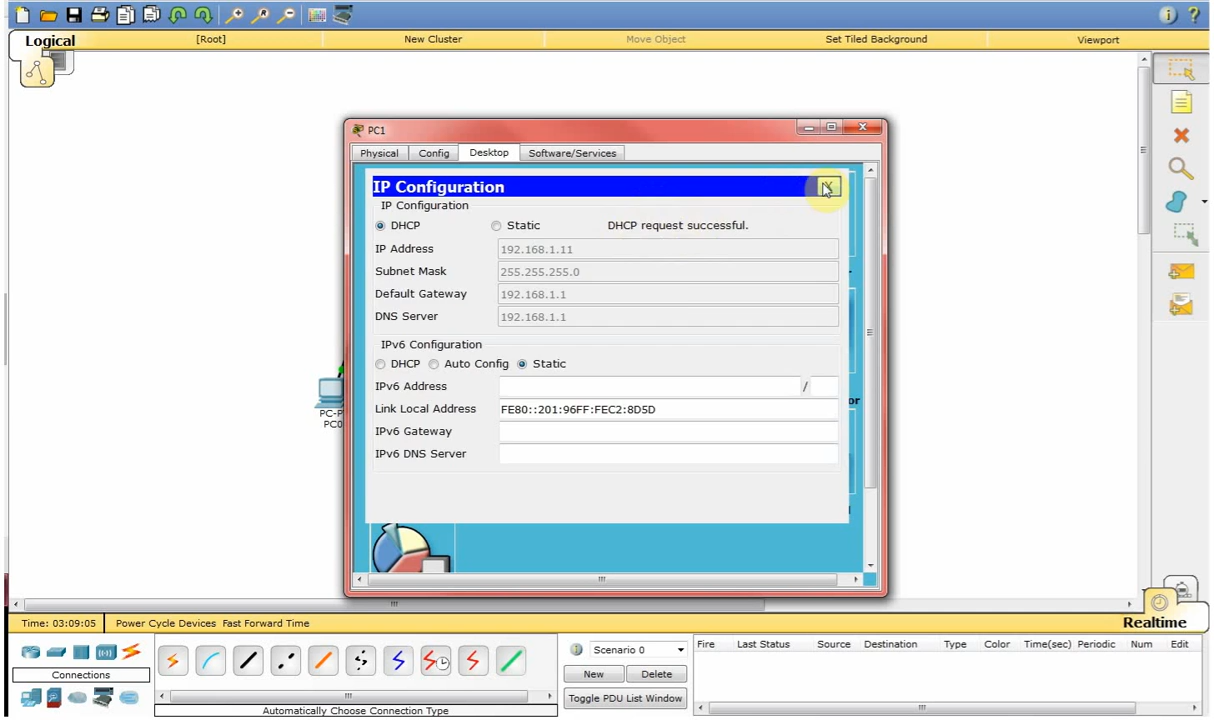 Logical
[Root]
New Cluster
Move Object
Set Tiled Background
Viewport
PC1
Physical
Config
Desktop
Software/Services
IP Configuration
X
IP Configuration
DHCP
Static
DHCP request successful.
IP Address
192.168.1.11
Subnet Mask
255.255.255.0
Default Gateway
192.168.1.1
DNS Server
192.168.1.1
IPv6 Configuration
DHCP
Auto Config
Static
IPv6 Address
/
Link Local Address
FE80::201:96FF:FEC2:8D5D
IPv6 Gateway
IPv6 DNS Server
or
PC-P
PC0
Time: 03:09:05
Power Cycle Devices Fast Forward Time
Realtime
Connections
Automatically Choose Connection Type
Scenario 0
New
Delete
Toggle PDU List Window
Fire
Last Status
Source
Destination
Type
Color
Time(sec)
Periodic
Num
Edit